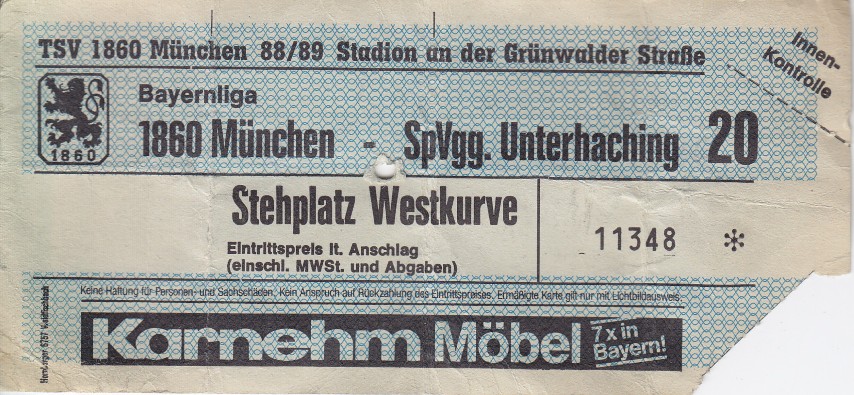 TSV 1860 München 88/89 Stadion an der Grünwalder Straße
Innen-
Kontrolle
Bayernliga
1860 München - SpVgg. Unterhaching 20
1860
Stehplatz Westkurve
Eintrittspreis lt. Anschlag
(einschl. MWSt. und Abgaben)
11348 *
Keine Haftung für Personen- und Sachschäden. Kein Anspruch auf Rückzahlung des Eintrittspreises. Ermäßigte Karte gilt nur mit Lichtbildausweis.
Karnehm Möbel
7x in
Bayern!
6757 Waldfischbach